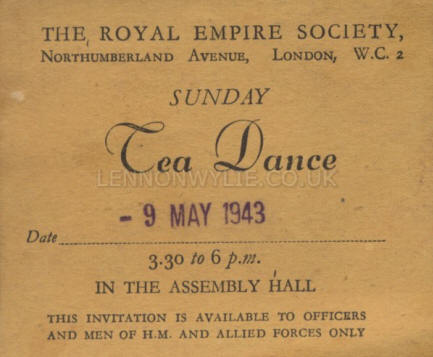 THE ROYAL EMPIRE SOCIETY,
NORTHUMBERLAND AVENUE, LONDON, W.C. 2
SUNDAY
Tea Dance
LENNONWYLIE.CO.UK
- 9 MAY 1943
Date
3.30 to 6 p.m.
IN THE ASSEMBLY HALL
THIS INVITATION IS AVAILABLE TO OFFICERS
AND MEN OF H.M. AND ALLIED FORCES ONLY